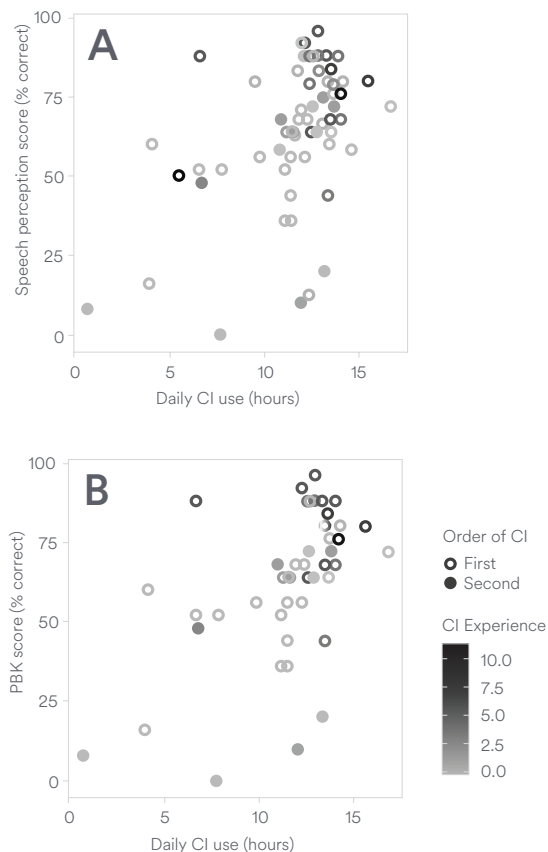 A
Speech perception score (% correct)
100
75
50
25
0
0 5 10 15
Daily CI use (hours)
B
PBK score (% correct)
100
75
50
25
0
0 5 10 15
Daily CI use (hours)
Order of CI
First
Second
CI Experience
10.0
7.5
5.0
2.5
0.0